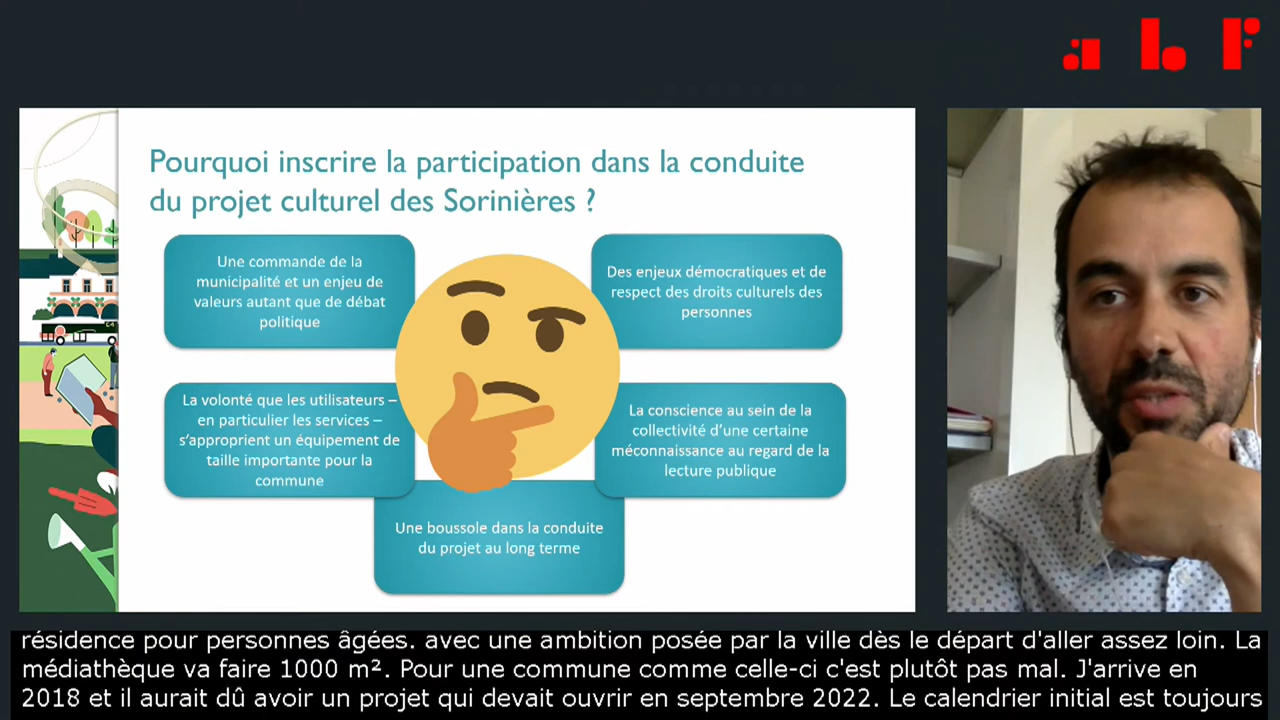 abf
Pourquoi inscrire la participation dans la conduite
du projet culturel des Sorinières ?
Une commande de la
municipalité et un enjeu de
valeurs autant que de débat
politique
Des enjeux démocratiques et de
respect des droits culturels des
personnes
La volonté que les utilisateurs –
en particulier les services –
s’approprient un équipement de
taille importante pour la
commune
La conscience au sein de la
collectivité d’une certaine
méconnaissance au regard de la
lecture publique
Une boussole dans la conduite
du projet au long terme
résidence pour personnes âgées. avec une ambition posée par la ville dès le départ d'aller assez loin. La
médiathèque va faire 1000 m². Pour une commune comme celle-ci c'est plutôt pas mal. J'arrive en
2018 et il aurait dû avoir un projet qui devait ouvrir en septembre 2022. Le calendrier initial est toujours